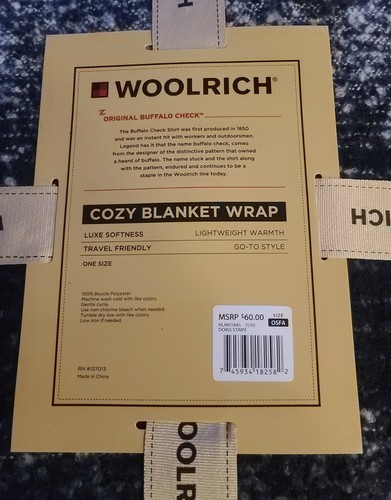 H
WOOLRICH®
The ORIGINAL BUFFALO CHECK™
The Buffalo Check Shirt was first produced in 1850
and was an instant hit with workers and outdoorsmen.
Legend has it that the name buffalo check, comes
from the designer of the distinctive pattern that owned
a heard of buffalo. The name stuck and the shirt along
with the pattern, endured and continues to be a
staple in the Woolrich line today.
COZY BLANKET WRAP
LUXE SOFTNESS LIGHTWEIGHT WARMTH
TRAVEL FRIENDLY GO-TO STYLE
ONE SIZE
ICH
100% Boucle Polyester
Machine wash cold with like colors.
Gentle cycle.
Use non-chlorine bleach when needed.
Tumble dry low with like colors
Low iron if needed.
MSRP $60.00 SIZE
OSFA
DORIS STRIPE
7 45934 18258 2
RN #137013
Made in China
OOLR